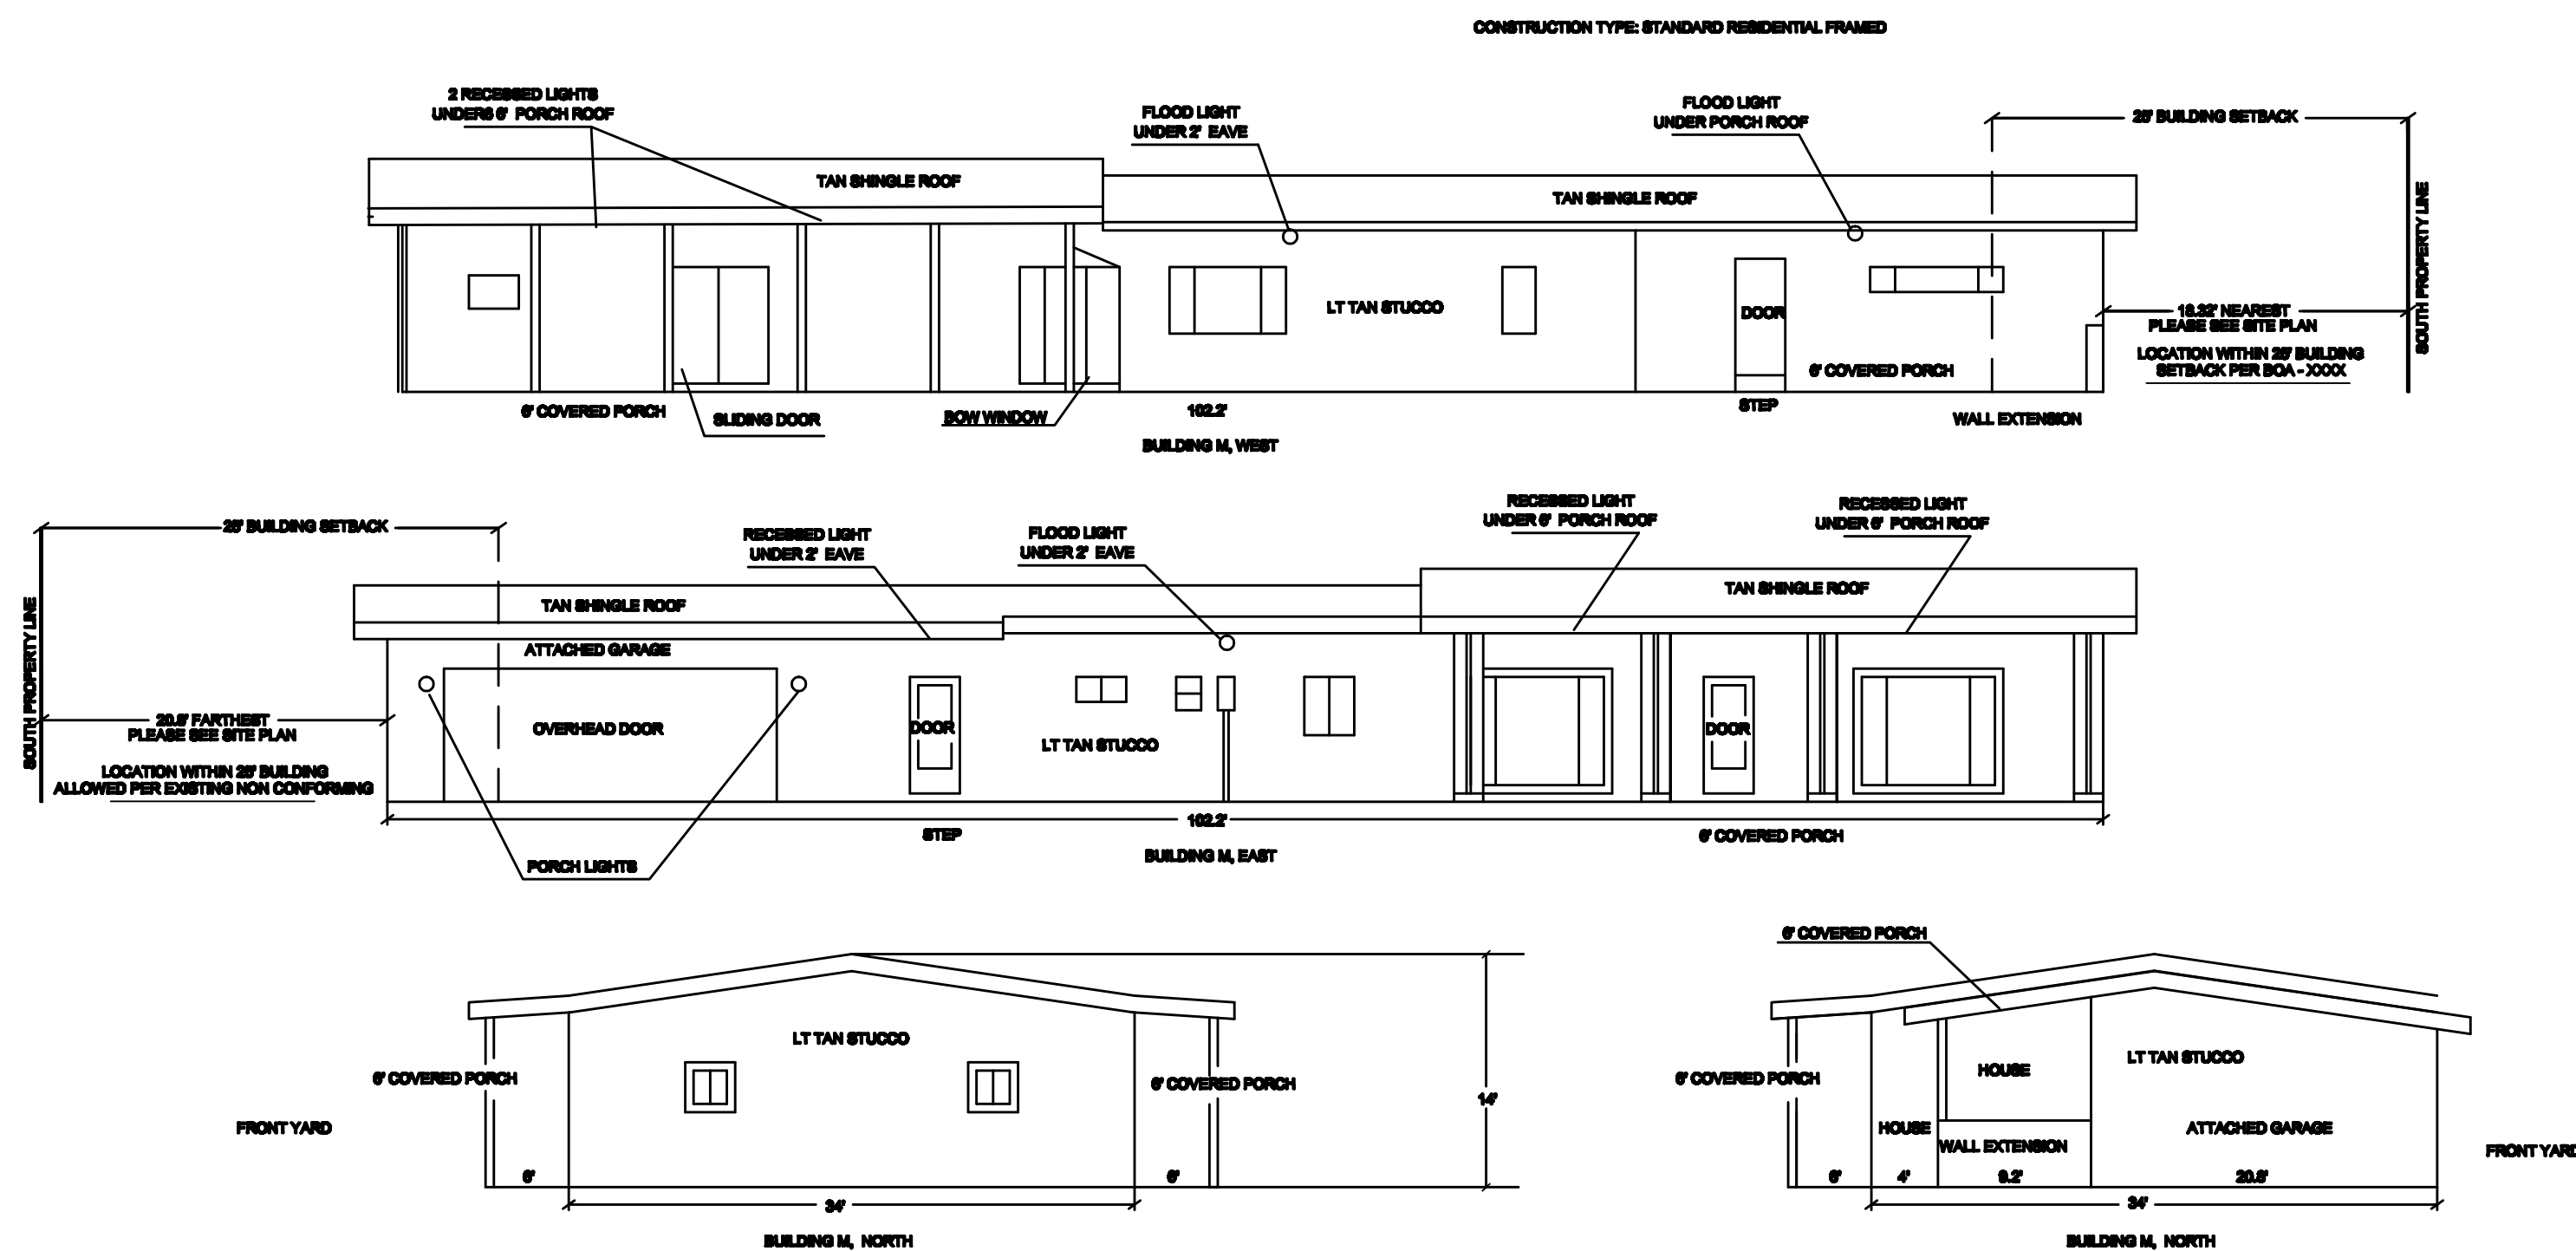 CONSTRUCTION TYPE: STANDARD RESIDENTIAL FRAMED
2 RECESSED LIGHTS
UNDER6 6' PORCH ROOF
FLOOD LIGHT
UNDER 2' EAVE
FLOOD LIGHT
UNDER PORCH ROOF
25' BUILDING SETBACK
TAN SHINGLE ROOF
TAN SHINGLE ROOF
SOUTH PROPERTY LINE
LT TAN STUCCO
DOOR
18.32' NEAREST
PLEASE SEE SITE PLAN
LOCATION WITHIN 25' BUILDING
SETBACK PER BOA - XXXX
6' COVERED PORCH
6' COVERED PORCH
SLIDING DOOR
BOW WINDOW
102.2'
STEP
WALL EXTENSION
BUILDING M, WEST
25' BUILDING SETBACK
RECESSED LIGHT
UNDER 2' EAVE
FLOOD LIGHT
UNDER 2' EAVE
RECESSED LIGHT
UNDER 6' PORCH ROOF
RECESSED LIGHT
UNDER 6' PORCH ROOF
SOUTH PROPERTY LINE
TAN SHINGLE ROOF
TAN SHINGLE ROOF
ATTACHED GARAGE
20.8' FARTHEST
PLEASE SEE SITE PLAN
LOCATION WITHIN 25' BUILDING
ALLOWED PER EXISTING NON CONFORMING
OVERHEAD DOOR
DOOR
LT TAN STUCCO
DOOR
102.2'
STEP
6' COVERED PORCH
BUILDING M, EAST
PORCH LIGHTS
6' COVERED PORCH
LT TAN STUCCO
6' COVERED PORCH
6' COVERED PORCH
14'
FRONT YARD
6'
6'
34'
BUILDING M, NORTH
6' COVERED PORCH
HOUSE
LT TAN STUCCO
HOUSE
WALL EXTENSION
ATTACHED GARAGE
FRONT YARD
6'
4'
9.2'
20.8'
34'
BUILDING M, NORTH